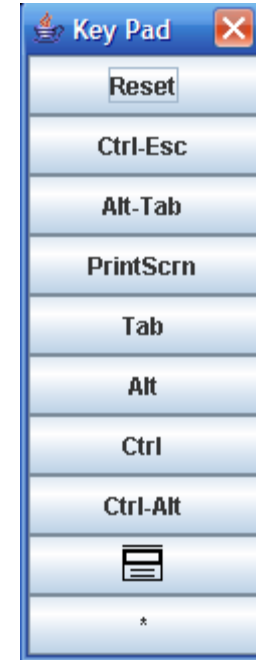 Key Pad
Reset
Ctrl-Esc
Alt-Tab
PrintScrn
Tab
Alt
Ctrl
Ctrl-Alt
*